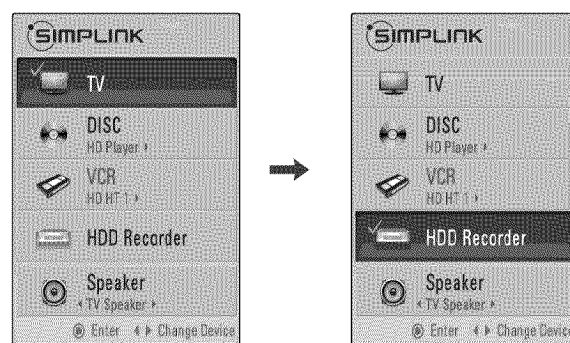 SIMPLINK
TV
DISC
HD Player
VCR
HD HT 1
HDD Recorder
Speaker
TV Speaker
Enter Change Device
SIMPLINK
TV
DISC
HD Player
VCR
HD HT 1
HDD Recorder
Speaker
TV Speaker
Enter Change Device